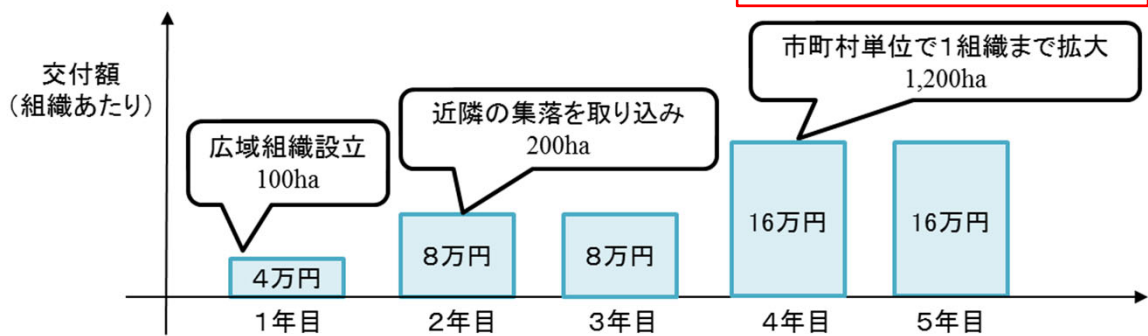 交付額
（組織あたり）
広域組織設立
100ha
近隣の集落を取り込み
200ha
市町村単位で１組織まで拡大
1,200ha
４万円
８万円
８万円
16万円
16万円
１年目
２年目
３年目
４年目
５年目